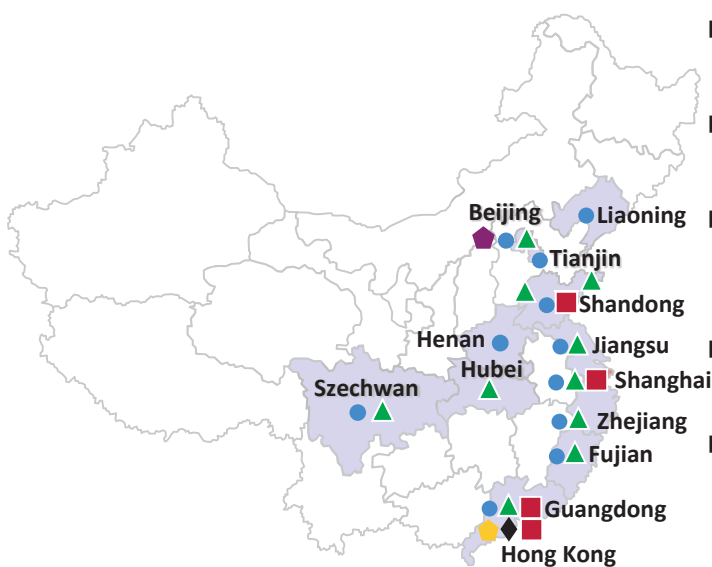 Beijing
Liaoning
Tianjin
Shandong
Henan
Jiangsu
Hubei
Shanghai
Szechwan
Zhejiang
Fujian
Guangdong
Hong Kong